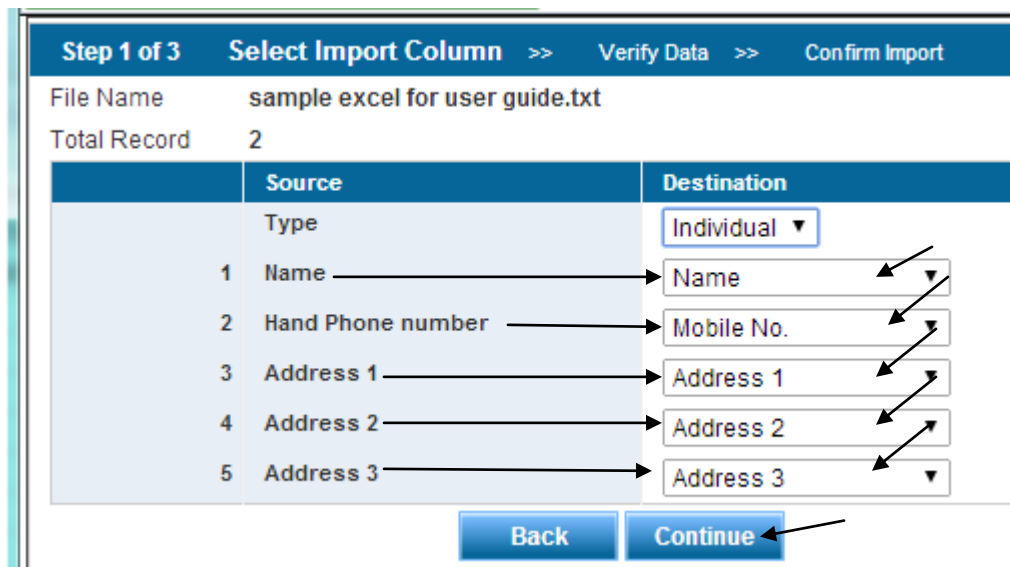 Step 1 of 3 Select Import Column >> Verify Data >> Confirm Import
File Name sample excel for user guide.txt
Total Record 2
Source Destination
Type Individual
1 Name Name
2 Hand Phone number Mobile No.
3 Address 1 Address 1
4 Address 2 Address 2
5 Address 3 Address 3
Back Continue